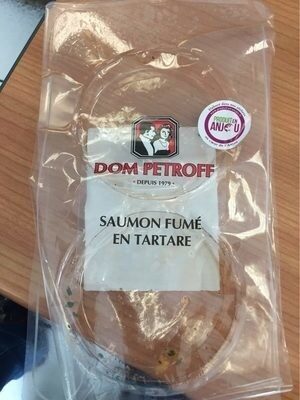 PRODUIT EN
ANJOU
DOM PETROFF
• DEPUIS 1979 •
SAUMON FUMÉ
EN TARTARE